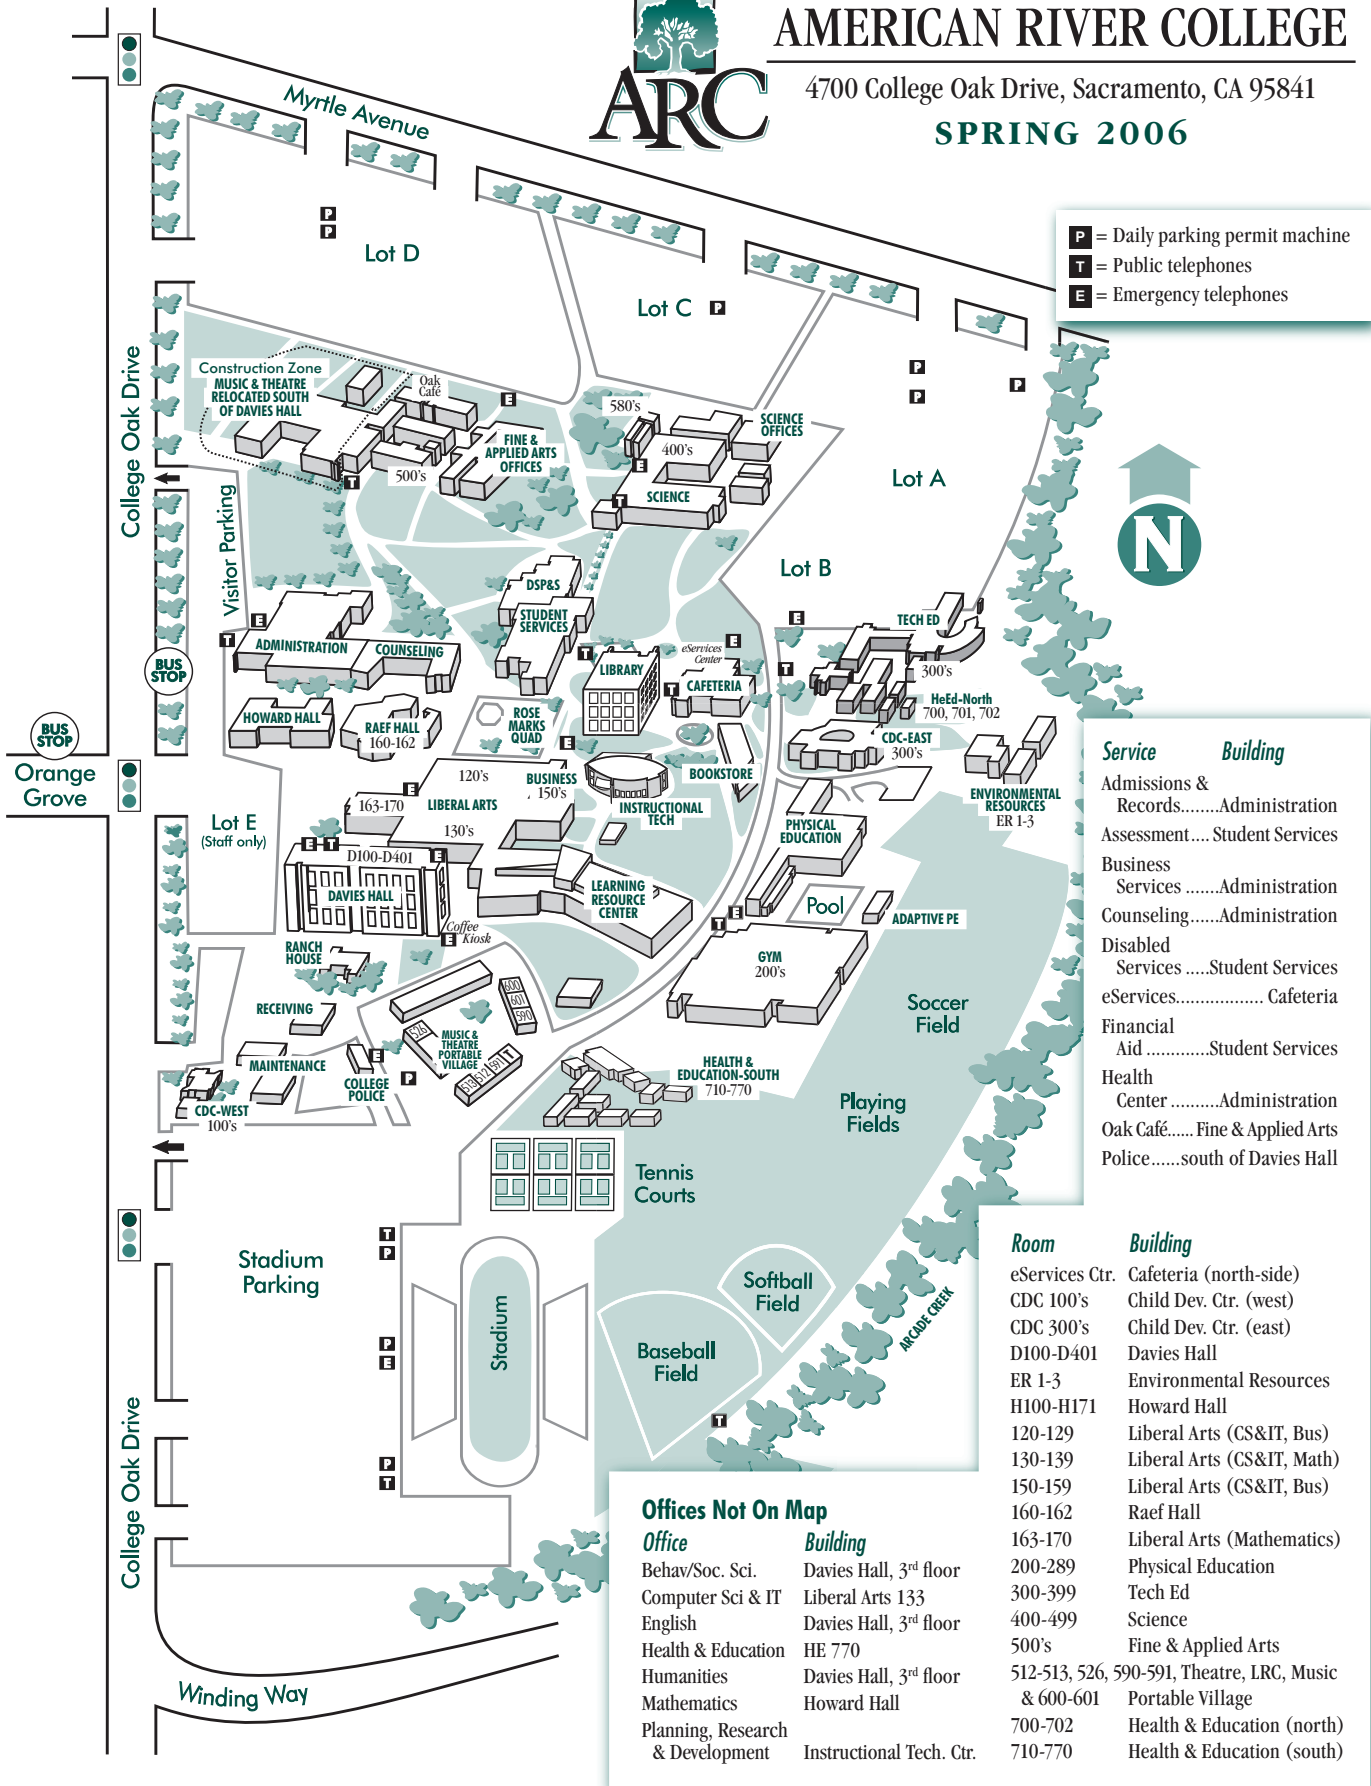 ARC
AMERICAN RIVER COLLEGE
4700 College Oak Drive, Sacramento, CA 95841
SPRING 2006
P = Daily parking permit machine
T = Public telephones
E = Emergency telephones
Myrtle Avenue
P
P
Lot D
Lot C P
P
P
P
College Oak Drive
Construction Zone
MUSIC & THEATRE
RELOCATED SOUTH
OF DAVIES HALL
Oak
Café
E
FINE &
APPLIED ARTS
OFFICES
500's
T
580's
400's
SCIENCE
OFFICES
E
SCIENCE
T
Lot A
N
Visitor Parking
Lot B
DSP&S
STUDENT
SERVICES
E
T
ADMINISTRATION
COUNSELING
BUS
STOP
T
LIBRARY
eServices
Center
E
T
CAFETERIA
E
T
TECH ED
300's
HeEd-North
700, 701, 702
CDC-EAST
300's
HOWARD HALL
RAEF HALL
160-162
ROSE
MARKS
QUAD
E
BUS
STOP
Orange
Grove
E
120's
BUSINESS
150's
BOOKSTORE
INSTRUCTIONAL
TECH
163-170
LIBERAL ARTS
130's
ENVIRONMENTAL
RESOURCES
ER 1-3
Lot E
(Staff only)
E T
D100-D401
E
DAVIES HALL
PHYSICAL
EDUCATION
LEARNING
RESOURCE
CENTER
Pool
ADAPTIVE PE
T E
Coffee
Kiosk
E
RANCH
HOUSE
GYM
200's
RECEIVING
600
601
590
526
MUSIC &
THEATRE
PORTABLE
VILLAGE
513 512 591 T
Soccer
Field
MAINTENANCE
E
COLLEGE
POLICE
P
HEALTH &
EDUCATION-SOUTH
710-770
CDC-WEST
100's
Playing
Fields
Tennis
Courts
T
P
Stadium
Parking
Stadium
P
E
Softball
Field
Baseball
Field
ARCADE CREEK
T
P
T
College Oak Drive
Winding Way
Service Building
Admissions &
Records........Administration
Assessment.... Student Services
Business
Services .......Administration
Counseling......Administration
Disabled
Services .....Student Services
eServices................. Cafeteria
Financial
Aid .............Student Services
Health
Center ..........Administration
Oak Café...... Fine & Applied Arts
Police......south of Davies Hall
Room Building
eServices Ctr. Cafeteria (north-side)
CDC 100's Child Dev. Ctr. (west)
CDC 300's Child Dev. Ctr. (east)
D100-D401 Davies Hall
ER 1-3 Environmental Resources
H100-H171 Howard Hall
120-129 Liberal Arts (CS&IT, Bus)
130-139 Liberal Arts (CS&IT, Math)
150-159 Liberal Arts (CS&IT, Bus)
160-162 Raef Hall
163-170 Liberal Arts (Mathematics)
200-289 Physical Education
300-399 Tech Ed
400-499 Science
500's Fine & Applied Arts
512-513, 526, 590-591, Theatre, LRC, Music
& 600-601 Portable Village
700-702 Health & Education (north)
710-770 Health & Education (south)
Offices Not On Map
Office Building
Behav/Soc. Sci. Davies Hall, 3rd floor
Computer Sci & IT Liberal Arts 133
English Davies Hall, 3rd floor
Health & Education HE 770
Humanities Davies Hall, 3rd floor
Mathematics Howard Hall
Planning, Research
& Development Instructional Tech. Ctr.